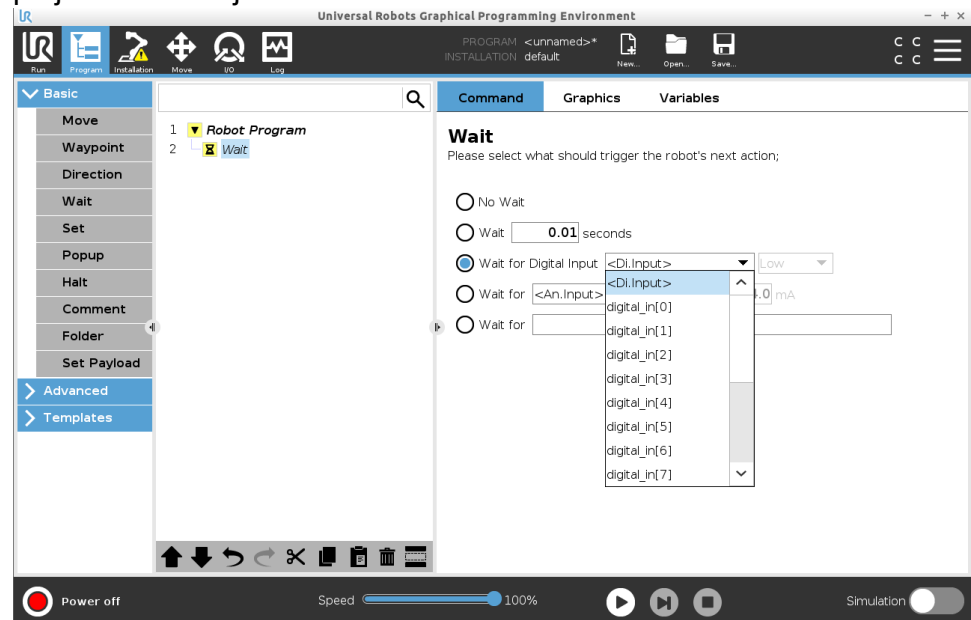 Universal Robots Graphical Programming Environment
PROGRAM <unnamed>*
INSTALLATION default
Run Program Installation Move I/O Log New... Open... Save...
C C
C C
Basic
Move
Waypoint
Direction
Wait
Set
Popup
Halt
Comment
Folder
Set Payload
Advanced
Templates
1 Robot Program
2 Wait
Command Graphics Variables
Wait
Please select what should trigger the robot's next action;
No Wait
Wait 0.01 seconds
Wait for Digital Input <Di.Input> Low
Wait for <An.Input> .0 mA
Wait for
<Di.Input>
digital_in[0]
digital_in[1]
digital_in[2]
digital_in[3]
digital_in[4]
digital_in[5]
digital_in[6]
digital_in[7]
Power off
Speed 100%
Simulation